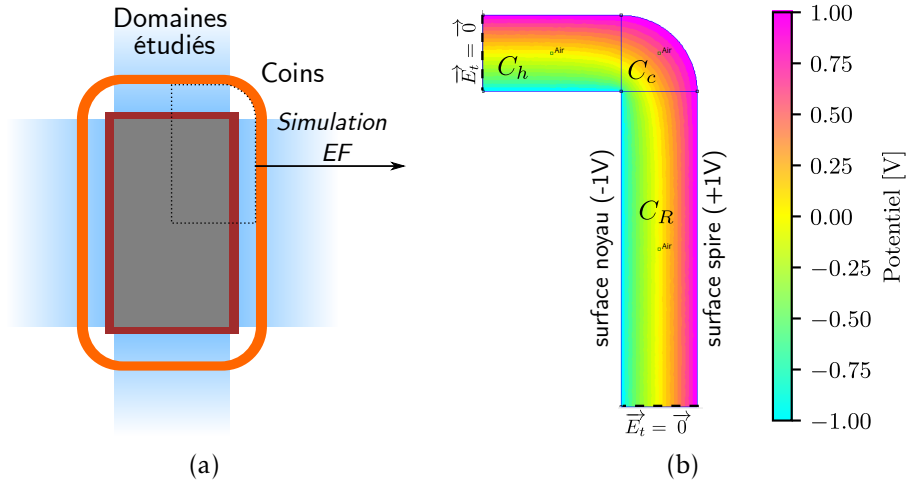 Domaines
étudiés
Coins
Simulation
EF
(a)
E_t = 0
C_h
Air
C_c
Air
C_R
Air
surface noyau (-1V)
surface spire (+1V)
E_t = 0
(b)
1.00
0.75
0.50
0.25
0.00
−0.25
−0.50
−0.75
−1.00
Potentiel [V]